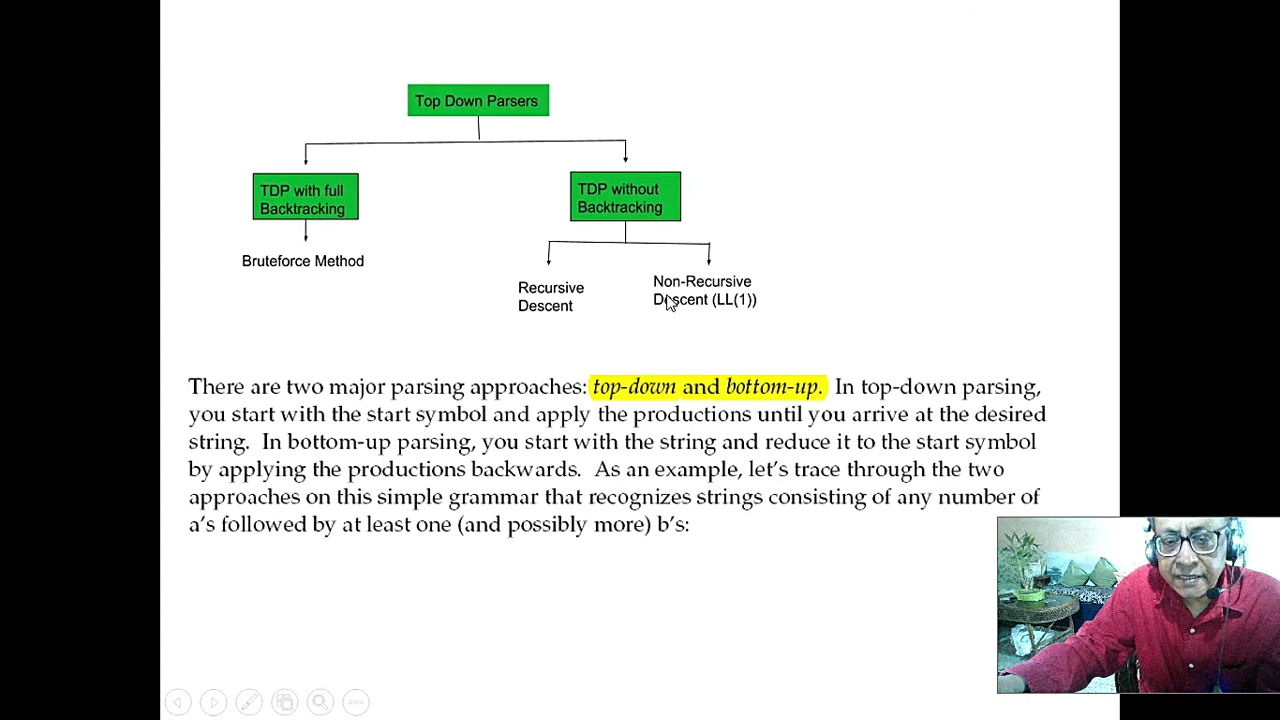 Top Down Parsers
TDP with full
Backtracking
TDP without
Backtracking
Bruteforce Method
Recursive
Descent
Non-Recursive
Descent (LL(1))
There are two major parsing approaches: top-down and bottom-up. In top-down parsing,
you start with the start symbol and apply the productions until you arrive at the desired
string. In bottom-up parsing, you start with the string and reduce it to the start symbol
by applying the productions backwards. As an example, let's trace through the two
approaches on this simple grammar that recognizes strings consisting of any number of
a's followed by at least one (and possibly more) b's: